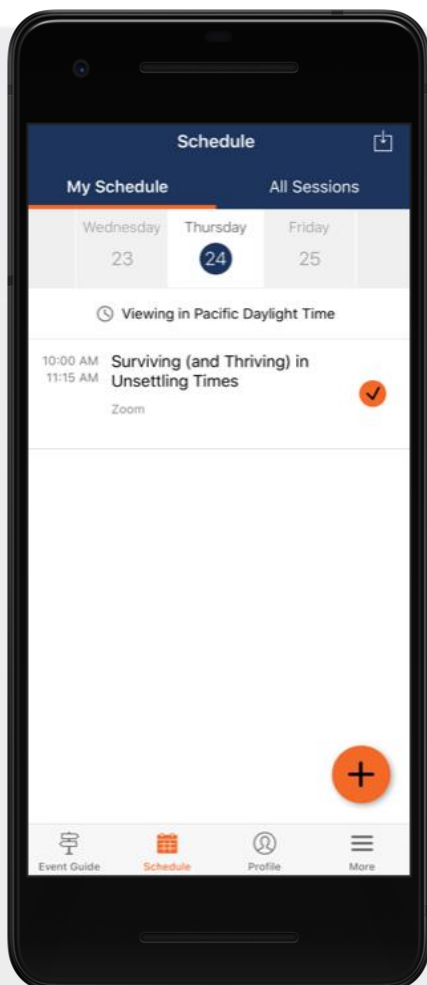 Schedule
My Schedule
All Sessions
Wednesday
23
Thursday
24
Friday
25
Viewing in Pacific Daylight Time
10:00 AM
11:15 AM
Surviving (and Thriving) in
Unsettling Times
Zoom
Event Guide
Schedule
Profile
More